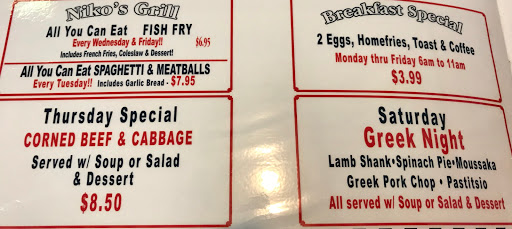 Niko's Grill
All You Can Eat FISH FRY
Every Wednesday & Friday!! $6.95
Includes French Fries, Coleslaw & Dessert!
All You Can Eat SPAGHETTI & MEATBALLS
Every Tuesday!! Includes Garlic Bread - $7.95
Breakfast Special
2 Eggs, Homefries, Toast & Coffee
Monday thru Friday 6am to 11am
$3.99
Thursday Special
CORNED BEEF & CABBAGE
Served w/ Soup or Salad
& Dessert
$8.50
Saturday
Greek Night
Lamb Shank•Spinach Pie•Moussaka
Greek Pork Chop • Pastitsio
All served w/ Soup or Salad & Dessert